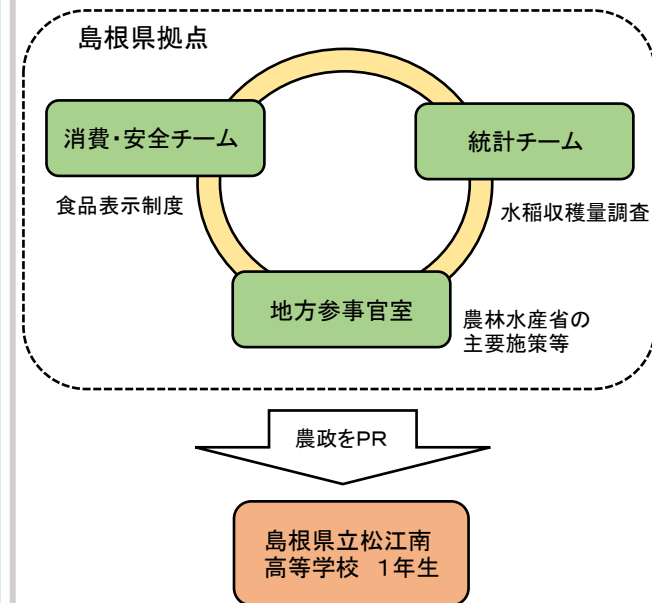 島根県拠点
消費・安全チーム
統計チーム
食品表示制度
水稲収穫量調査
地方参事官室
農林水産省の
主要施策等
農政をPR
島根県立松江南
高等学校　1年生